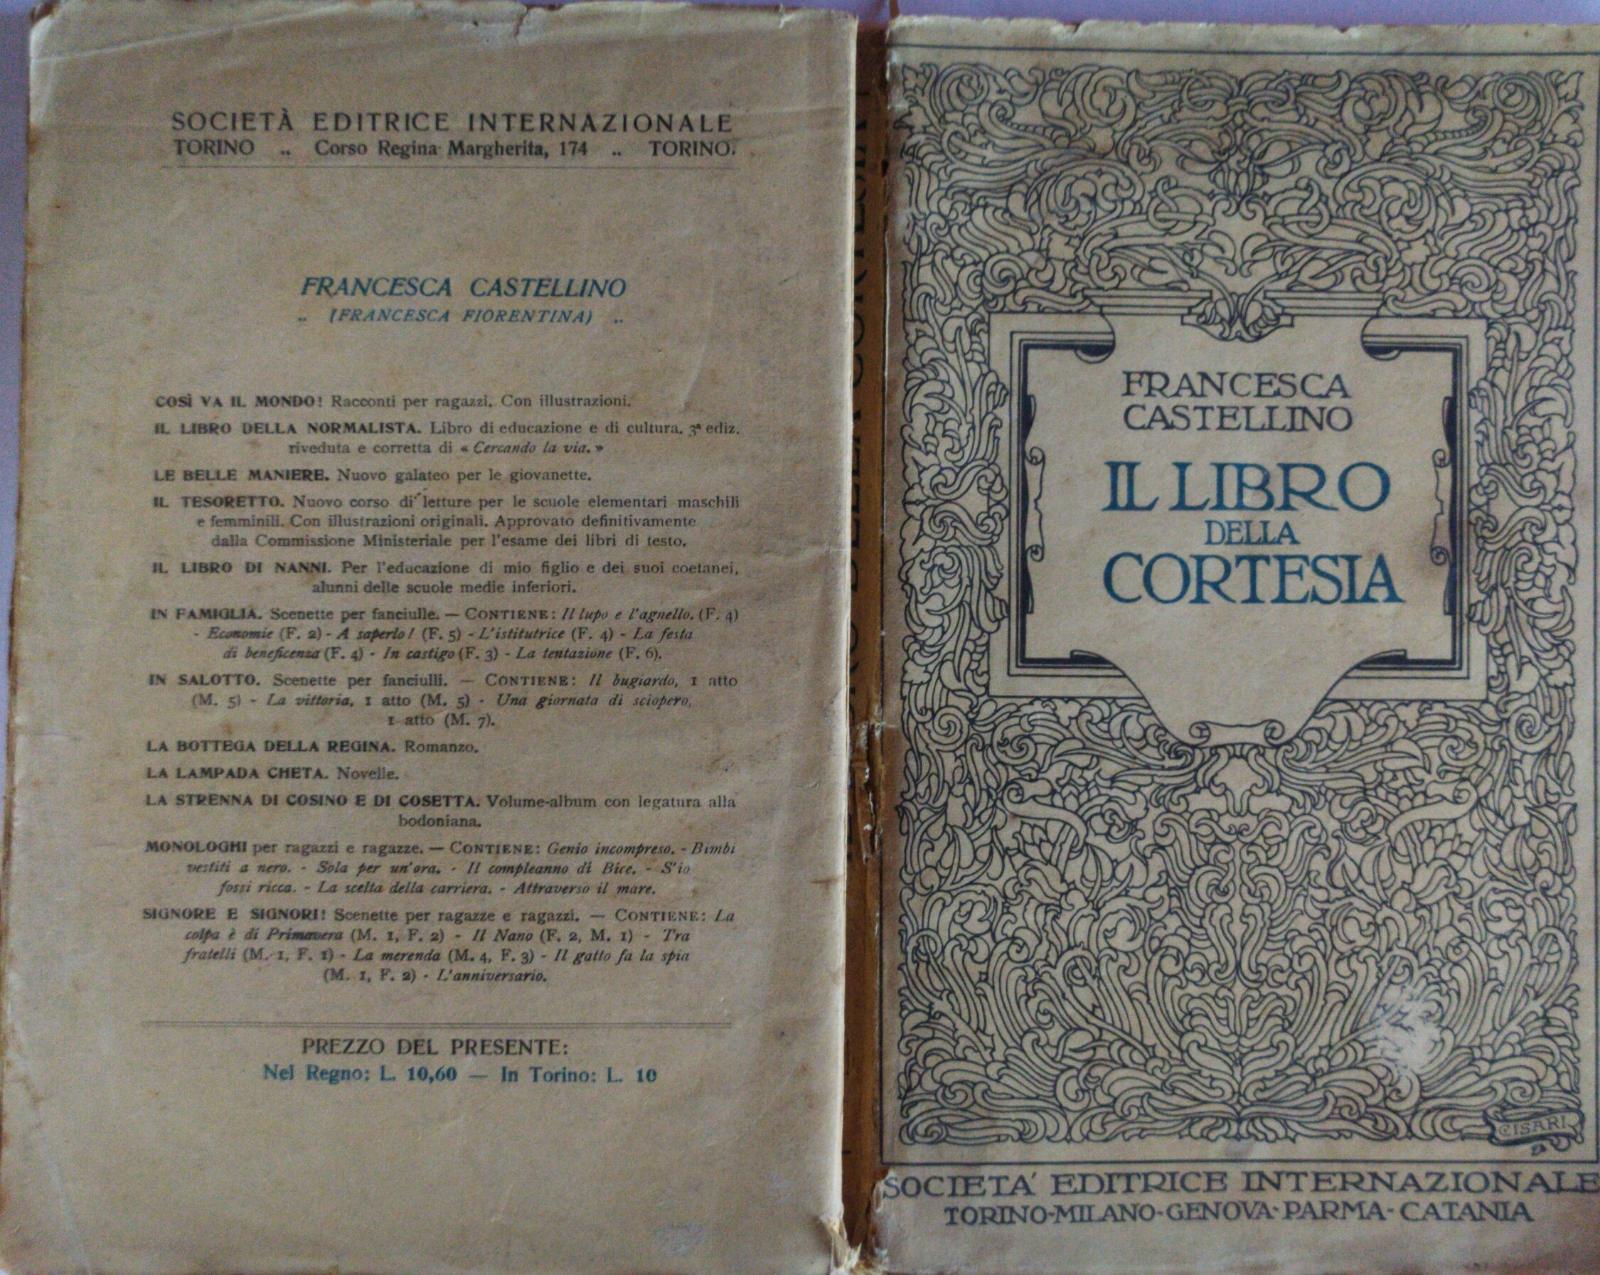 SOCIETÀ EDITRICE INTERNAZIONALE
TORINO .. Corso Regina Margherita, 174 .. TORINO.
FRANCESCA CASTELLINO
.. (FRANCESCA FIORENTINA) ..
COSÌ VA IL MONDO! Racconti per ragazzi. Con illustrazioni.
IL LIBRO DELLA NORMALISTA. Libro di educazione e di cultura. 3ª ediz.
riveduta e corretta di « Cercando la via. »
LE BELLE MANIERE. Nuovo galateo per le giovanette.
IL TESORETTO. Nuovo corso di letture per le scuole elementari maschili
e femminili. Con illustrazioni originali. Approvato definitivamente
dalla Commissione Ministeriale per l'esame dei libri di testo.
IL LIBRO DI NANNI. Per l'educazione di mio figlio e dei suoi coetanei,
alunni delle scuole medie inferiori.
IN FAMIGLIA. Scenette per fanciulle. — CONTIENE: Il lupo e l'agnello. (F. 4)
- Economie (F. 2) - A saperlo! (F. 5) - L'istitutrice (F. 4) - La festa
di beneficenza (F. 4) - In castigo (F. 3) - La tentazione (F. 6).
IN SALOTTO. Scenette per fanciulli. — CONTIENE: Il bugiardo, 1 atto
(M. 5) - La vittoria, 1 atto (M. 5) - Una giornata di sciopero,
1 atto (M. 7).
LA BOTTEGA DELLA REGINA. Romanzo.
LA LAMPADA CHETA. Novelle.
LA STRENNA DI COSINO E DI COSETTA. Volume-album con legatura alla
bodoniana.
MONOLOGHI per ragazzi e ragazze. — CONTIENE: Genio incompreso. - Bimbi
vestiti a nero. - Sola per un'ora. - Il compleanno di Bice. - S'io
fossi ricca. - La scelta della carriera. - Attraverso il mare.
SIGNORE E SIGNORI! Scenette per ragazze e ragazzi. — CONTIENE: La
colpa è di Primavera (M. 1, F. 2) - Il Nano (F. 2, M. 1) - Tra
fratelli (M. 1, F. 1) - La merenda (M. 4, F. 3) - Il gatto fa la spia
(M. 1, F. 2) - L'anniversario.
PREZZO DEL PRESENTE:
Nel Regno: L. 10,60 — In Torino: L. 10
FRANCESCA
CASTELLINO
IL LIBRO
DELLA
CORTESIA
CISARI
SOCIETA' EDITRICE INTERNAZIONALE
TORINO-MILANO-GENOVA-PARMA-CATANIA